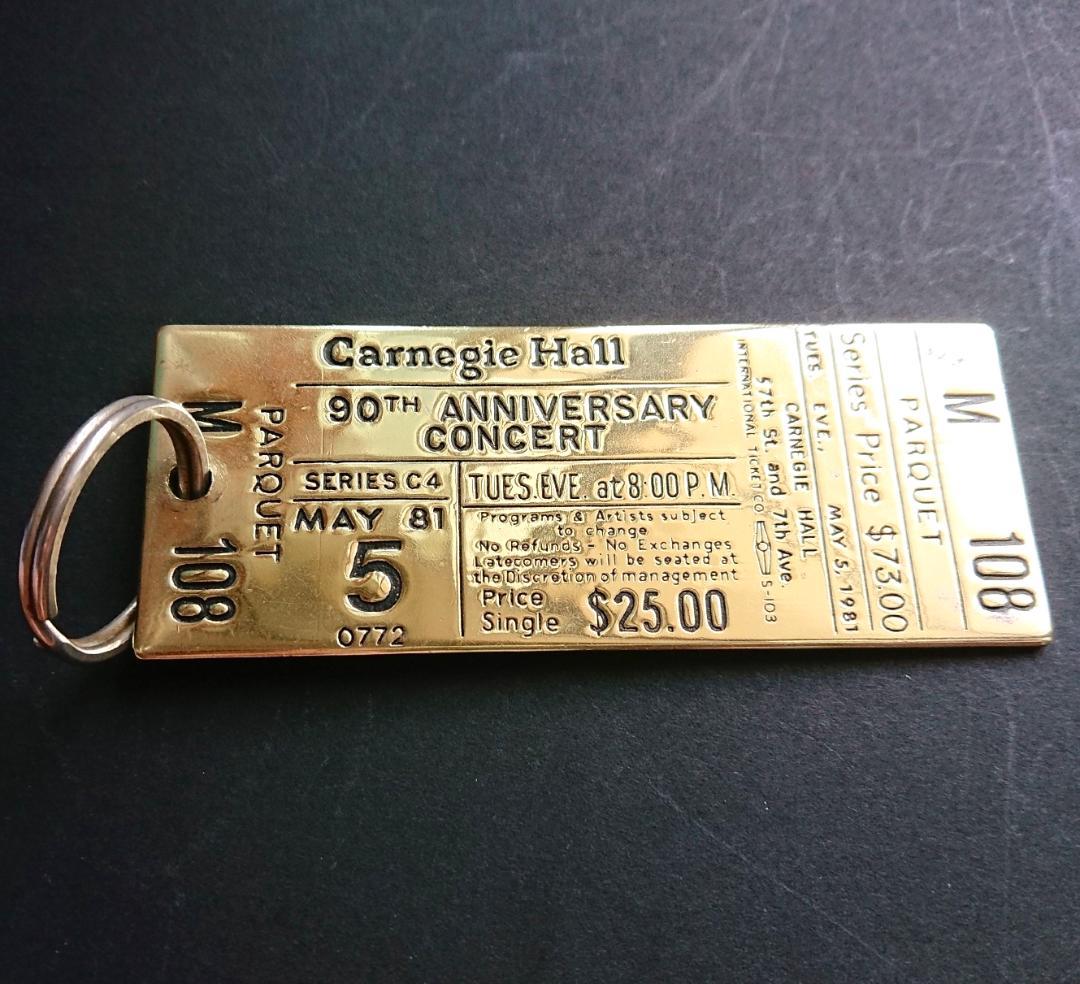 M 108
PARQUET
Carnegie Hall
90TH ANNIVERSARY
CONCERT
SERIES C4
MAY 81
5
0772
TUES. EVE. at 8:00 P.M.
Programs & Artists subject
to change
No Refunds - No Exchanges
Latecomers will be seated at
the Discretion of management
Price
Single $25.00
INTERNATIONAL TICKET CO S-103
57th St. and 7th Ave.
CARNEGIE HALL
TUES. EVE., MAY 5, 1981
Series Price $73.00
PARQUET
M 108